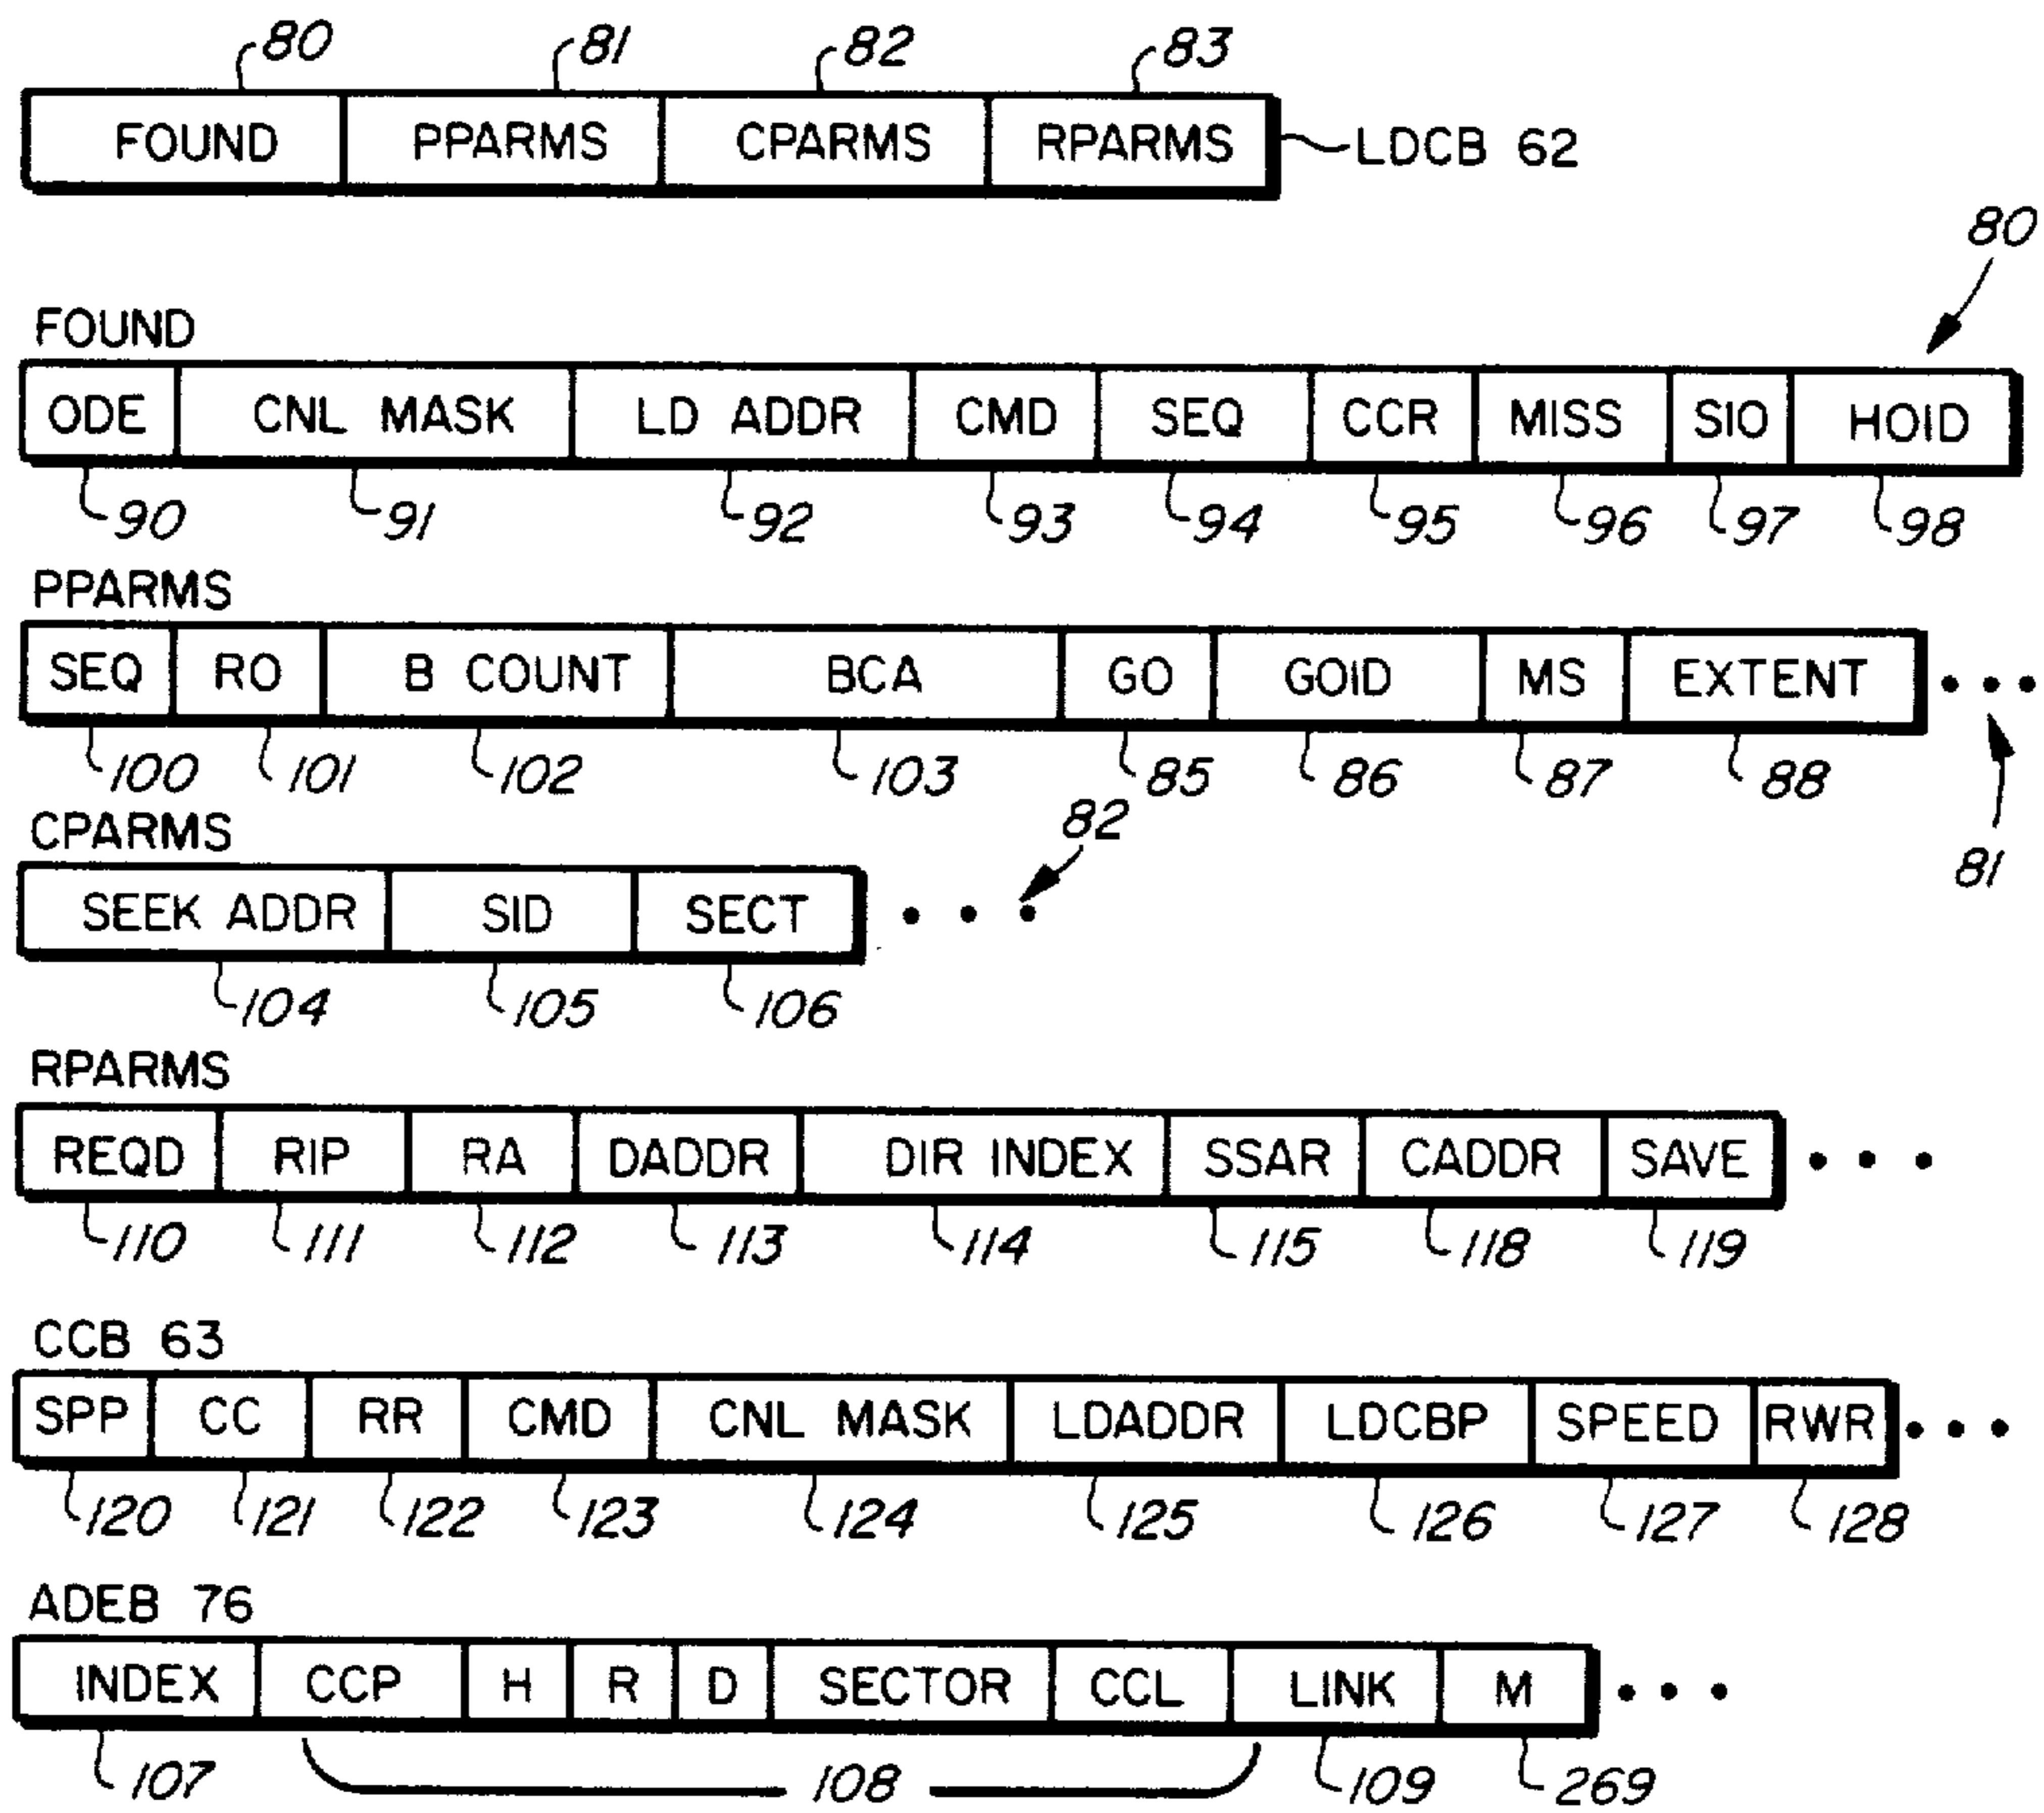 80 81 82 83
FOUND PPARMS CPARMS RPARMS LDCB 62
80
FOUND
ODE CNL MASK LD ADDR CMD SEQ CCR MISS SIO HOID
90 91 92 93 94 95 96 97 98
PPARMS
SEQ RO B COUNT BCA GO GOID MS EXTENT • • •
100 101 102 103 85 86 87 88
81
CPARMS
82
SEEK ADDR SID SECT • • •
104 105 106
RPARMS
REQD RIP RA DADDR DIR INDEX SSAR CADDR SAVE • • •
110 111 112 113 114 115 118 119
CCB 63
SPP CC RR CMD CNL MASK LDADDR LDCBP SPEED RWR • • •
120 121 122 123 124 125 126 127 128
ADEB 76
INDEX CCP H R D SECTOR CCL LINK M • • •
107 108 109 269